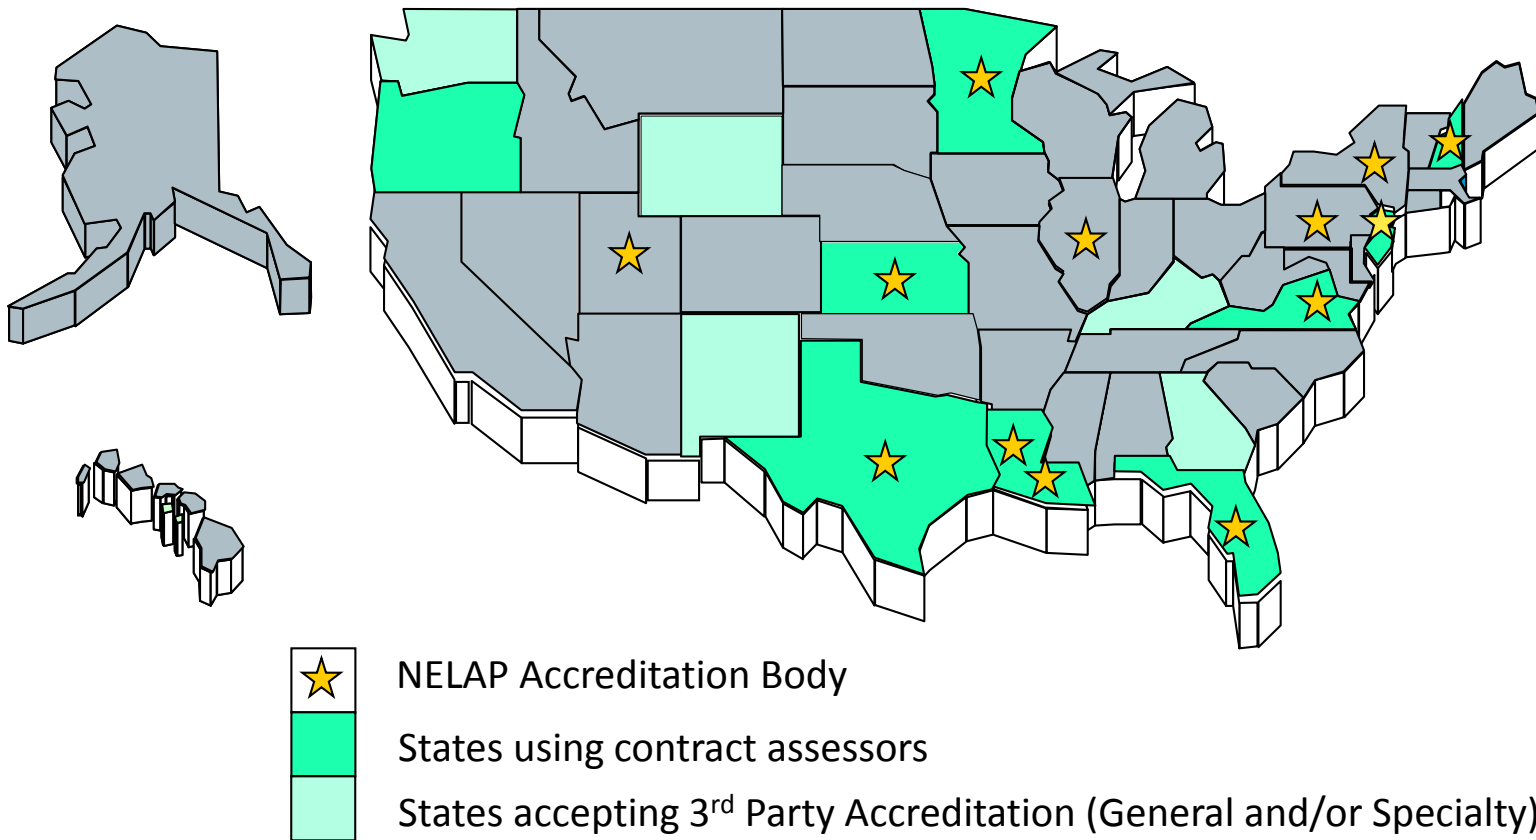 NELAP Accreditation Body
States using contract assessors
States accepting 3rd Party Accreditation (General and/or Specialty)